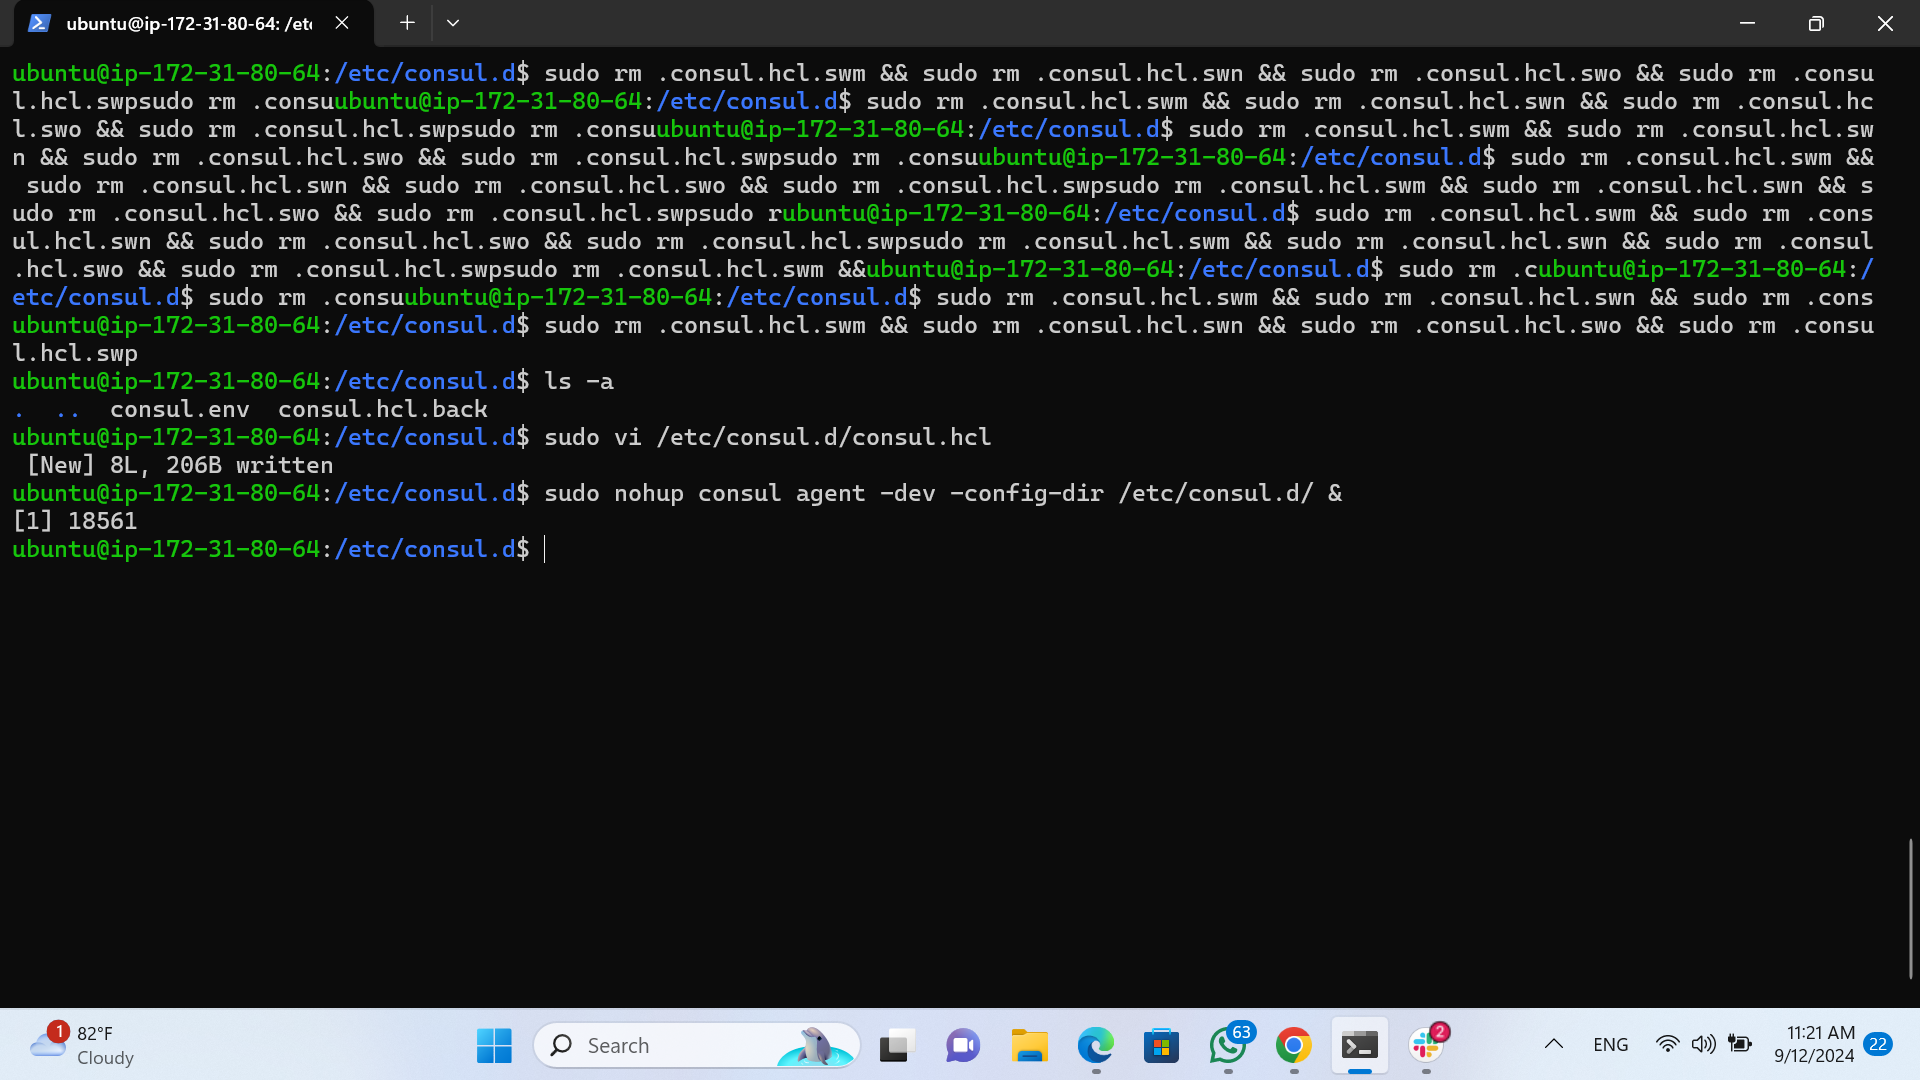 ubuntu@ip-172-31-80-64: /etc
ubuntu@ip-172-31-80-64:/etc/consul.d$ sudo rm .consul.hcl.swm && sudo rm .consul.hcl.swn && sudo rm .consul.hcl.swo && sudo rm .consu
l.hcl.swpsudo rm .consuubuntu@ip-172-31-80-64:/etc/consul.d$ sudo rm .consul.hcl.swm && sudo rm .consul.hcl.swn && sudo rm .consul.hc
l.swo && sudo rm .consul.hcl.swpsudo rm .consuubuntu@ip-172-31-80-64:/etc/consul.d$ sudo rm .consul.hcl.swm && sudo rm .consul.hcl.sw
n && sudo rm .consul.hcl.swo && sudo rm .consul.hcl.swpsudo rm .consuubuntu@ip-172-31-80-64:/etc/consul.d$ sudo rm .consul.hcl.swm &&
 sudo rm .consul.hcl.swn && sudo rm .consul.hcl.swo && sudo rm .consul.hcl.swpsudo rm .consul.hcl.swm && sudo rm .consul.hcl.swn && s
udo rm .consul.hcl.swo && sudo rm .consul.hcl.swpsudo rubuntu@ip-172-31-80-64:/etc/consul.d$ sudo rm .consul.hcl.swm && sudo rm .cons
ul.hcl.swn && sudo rm .consul.hcl.swo && sudo rm .consul.hcl.swpsudo rm .consul.hcl.swm && sudo rm .consul.hcl.swn && sudo rm .consul
.hcl.swo && sudo rm .consul.hcl.swpsudo rm .consul.hcl.swm &&ubuntu@ip-172-31-80-64:/etc/consul.d$ sudo rm .cubuntu@ip-172-31-80-64:/
etc/consul.d$ sudo rm .consuubuntu@ip-172-31-80-64:/etc/consul.d$ sudo rm .consul.hcl.swm && sudo rm .consul.hcl.swn && sudo rm .cons
ubuntu@ip-172-31-80-64:/etc/consul.d$ sudo rm .consul.hcl.swm && sudo rm .consul.hcl.swn && sudo rm .consul.hcl.swo && sudo rm .consu
l.hcl.swp
ubuntu@ip-172-31-80-64:/etc/consul.d$ ls -a
.  ..  consul.env  consul.hcl.back
ubuntu@ip-172-31-80-64:/etc/consul.d$ sudo vi /etc/consul.d/consul.hcl
 [New] 8L, 206B written
ubuntu@ip-172-31-80-64:/etc/consul.d$ sudo nohup consul agent -dev -config-dir /etc/consul.d/ &
[1] 18561
ubuntu@ip-172-31-80-64:/etc/consul.d$
1
82°F
Cloudy
Search
63
2
ENG
11:21 AM
9/12/2024
22